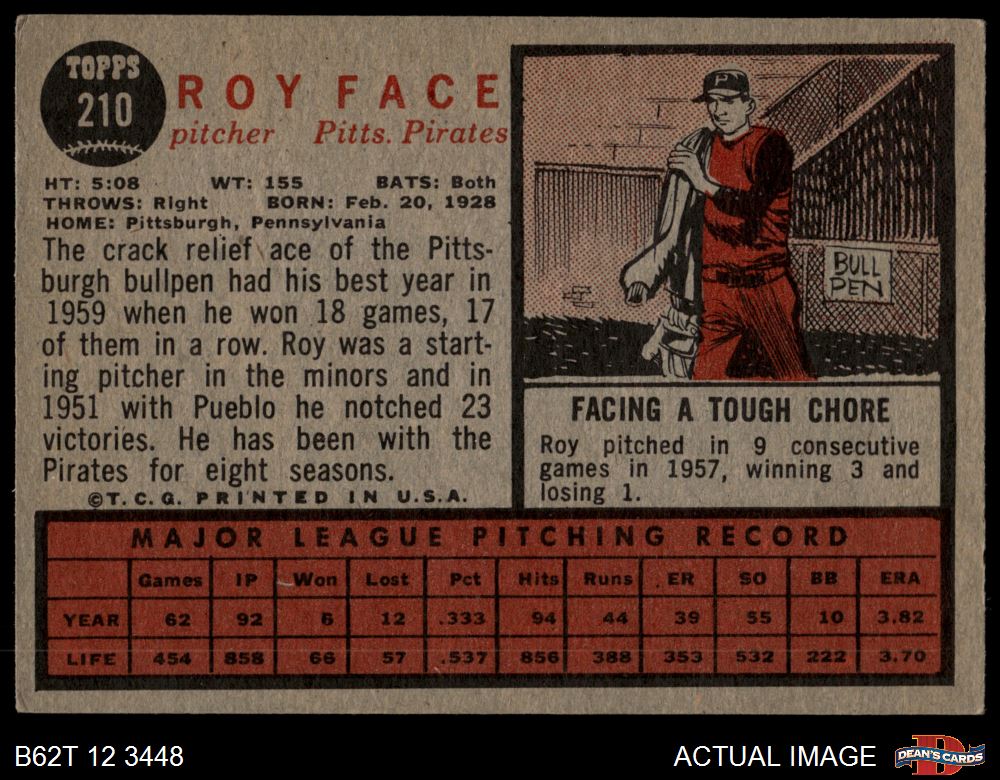 TOPPS
210
ROY FACE
pitcher Pitts. Pirates
HT: 5:08 WT: 155 BATS: Both
THROWS: Right BORN: Feb. 20, 1928
HOME: Pittsburgh, Pennsylvania
The crack relief ace of the Pitts-
burgh bullpen had his best year in
1959 when he won 18 games, 17
of them in a row. Roy was a start-
ing pitcher in the minors and in
1951 with Pueblo he notched 23
victories. He has been with the
Pirates for eight seasons.
©T.C.G. PRINTED IN U.S.A.
P
BULL
PEN
FACING A TOUGH CHORE
Roy pitched in 9 consecutive
games in 1957, winning 3 and
losing 1.
MAJOR LEAGUE PITCHING RECORD
Games IP Won Lost Pct Hits Runs ER SO BB ERA
YEAR 62 92 6 12 .333 94 44 39 55 10 3.82
LIFE 454 858 66 57 .537 856 388 353 532 222 3.70
B62T 12 3448 ACTUAL IMAGE
D
DEAN'S CARDS